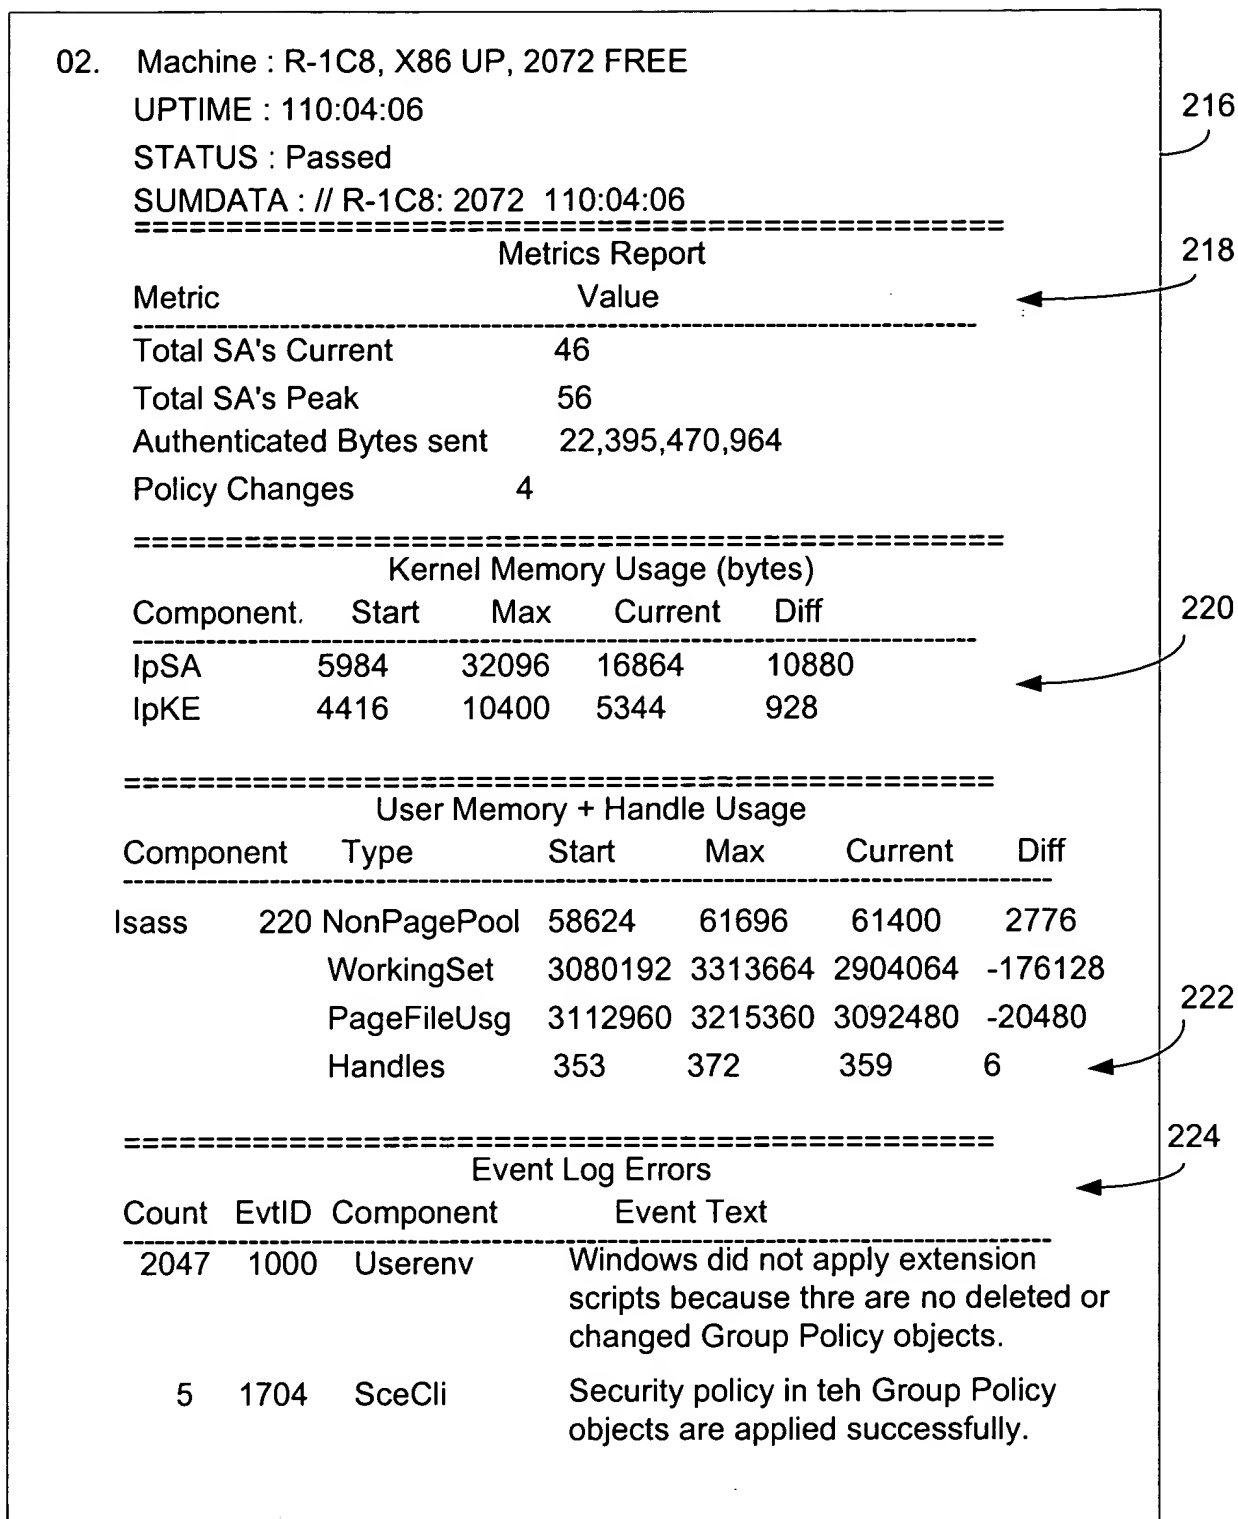 02. Machine : R-1C8, X86 UP, 2072 FREE
UPTIME : 110:04:06
216
STATUS : Passed
SUMDATA : // R-1C8: 2072 110:04:06
===============================================
Metrics Report
218
Metric Value
--------------------------------------------------------------------------------
Total SA's Current 46
Total SA's Peak 56
Authenticated Bytes sent 22,395,470,964
Policy Changes 4
===============================================
Kernel Memory Usage (bytes)
Component. Start Max Current Diff
220
--------------------------------------------------------------------------------
IpSA 5984 32096 16864 10880
IpKE 4416 10400 5344 928
===============================================
User Memory + Handle Usage
Component Type Start Max Current Diff
----------------------------------------------------------------------------------------
lsass 220 NonPagePool 58624 61696 61400 2776
WorkingSet 3080192 3313664 2904064 -176128
222
PageFileUsg 3112960 3215360 3092480 -20480
Handles 353 372 359 6
===============================================
224
Event Log Errors
Count EvtID Component Event Text
----------------------------------------------------------------------------------------
2047 1000 Userenv Windows did not apply extension
scripts because thre are no deleted or
changed Group Policy objects.
5 1704 SceCli Security policy in teh Group Policy
objects are applied successfully.